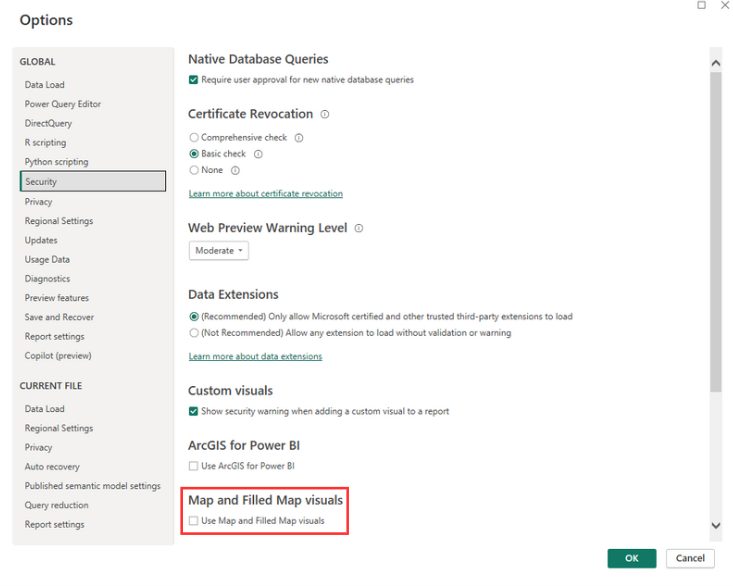 Options
GLOBAL
Data Load
Power Query Editor
DirectQuery
R scripting
Python scripting
Security
Privacy
Regional Settings
Updates
Usage Data
Diagnostics
Preview features
Save and Recover
Report settings
Copilot (preview)
CURRENT FILE
Data Load
Regional Settings
Privacy
Auto recovery
Published semantic model settings
Query reduction
Report settings
Native Database Queries
Require user approval for new native database queries
Certificate Revocation
Comprehensive check
Basic check
None
Learn more about certificate revocation
Web Preview Warning Level
Moderate
Data Extensions
(Recommended) Only allow Microsoft certified and other trusted third-party extensions to load
(Not Recommended) Allow any extension to load without validation or warning
Learn more about data extensions
Custom visuals
Show security warning when adding a custom visual to a report
ArcGIS for Power BI
Use ArcGIS for Power BI
Map and Filled Map visuals
Use Map and Filled Map visuals
OK
Cancel